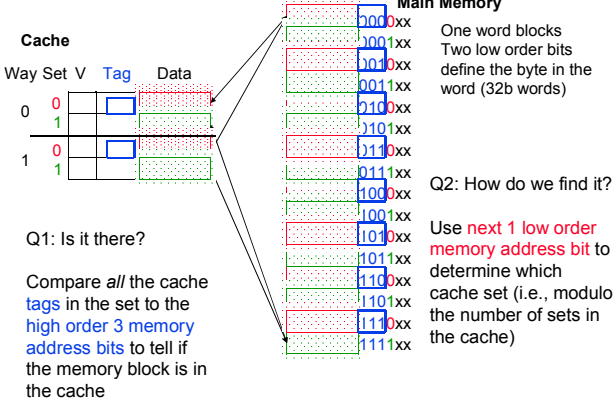 Main Memory
Cache
Way Set V Tag Data
0 0
1
1 0
1
0000xx
0001xx
0010xx
0011xx
0100xx
0101xx
0110xx
0111xx
1000xx
1001xx
1010xx
1011xx
1100xx
1101xx
1110xx
1111xx
One word blocks
Two low order bits
define the byte in the
word (32b words)
Q2: How do we find it?
Use next 1 low order
memory address bit to
determine which
cache set (i.e., modulo
the number of sets in
the cache)
Q1: Is it there?
Compare all the cache
tags in the set to the
high order 3 memory
address bits to tell if
the memory block is in
the cache